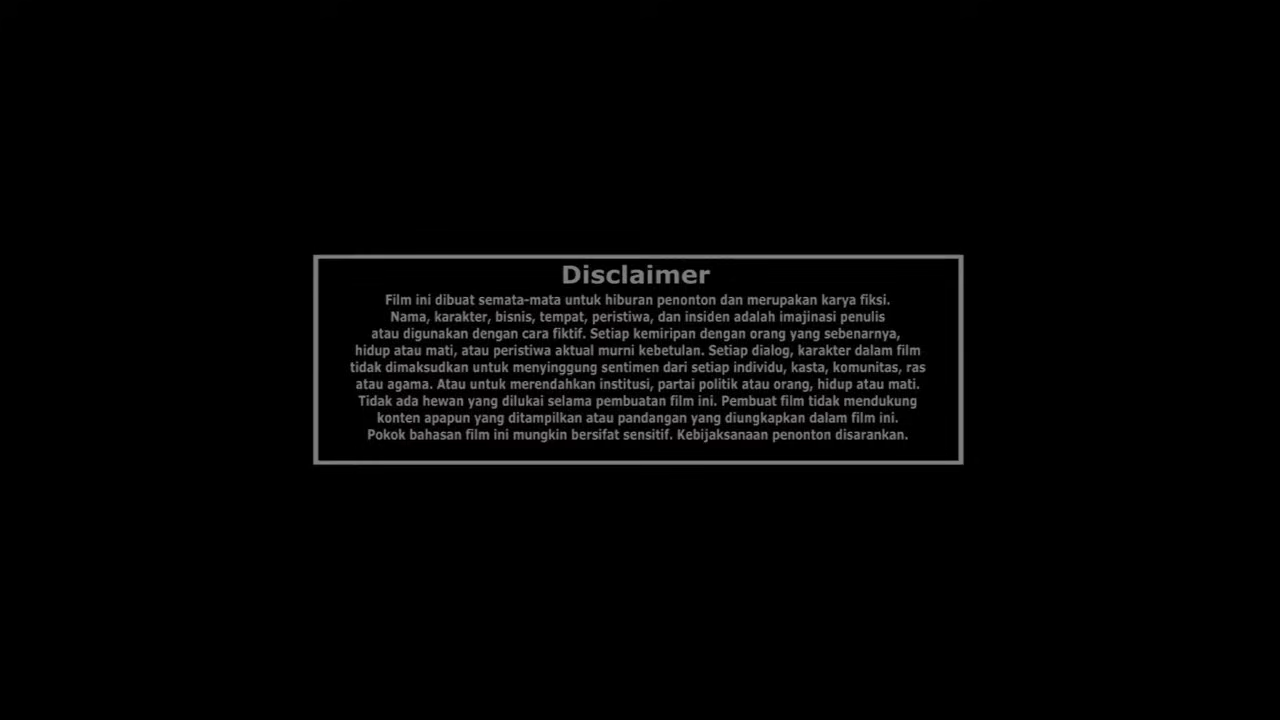 Disclaimer
Film ini dibuat semata-mata untuk hiburan penonton dan merupakan karya fiksi.
Nama, karakter, bisnis, tempat, peristiwa, dan insiden adalah imajinasi penulis
atau digunakan dengan cara fiktif. Setiap kemiripan dengan orang yang sebenarnya,
hidup atau mati, atau peristiwa aktual murni kebetulan. Setiap dialog, karakter dalam film
tidak dimaksudkan untuk menyinggung sentimen dari setiap individu, kasta, komunitas, ras
atau agama. Atau untuk merendahkan institusi, partai politik atau orang, hidup atau mati.
Tidak ada hewan yang dilukai selama pembuatan film ini. Pembuat film tidak mendukung
konten apapun yang ditampilkan atau pandangan yang diungkapkan dalam film ini.
Pokok bahasan film ini mungkin bersifat sensitif. Kebijaksanaan penonton disarankan.